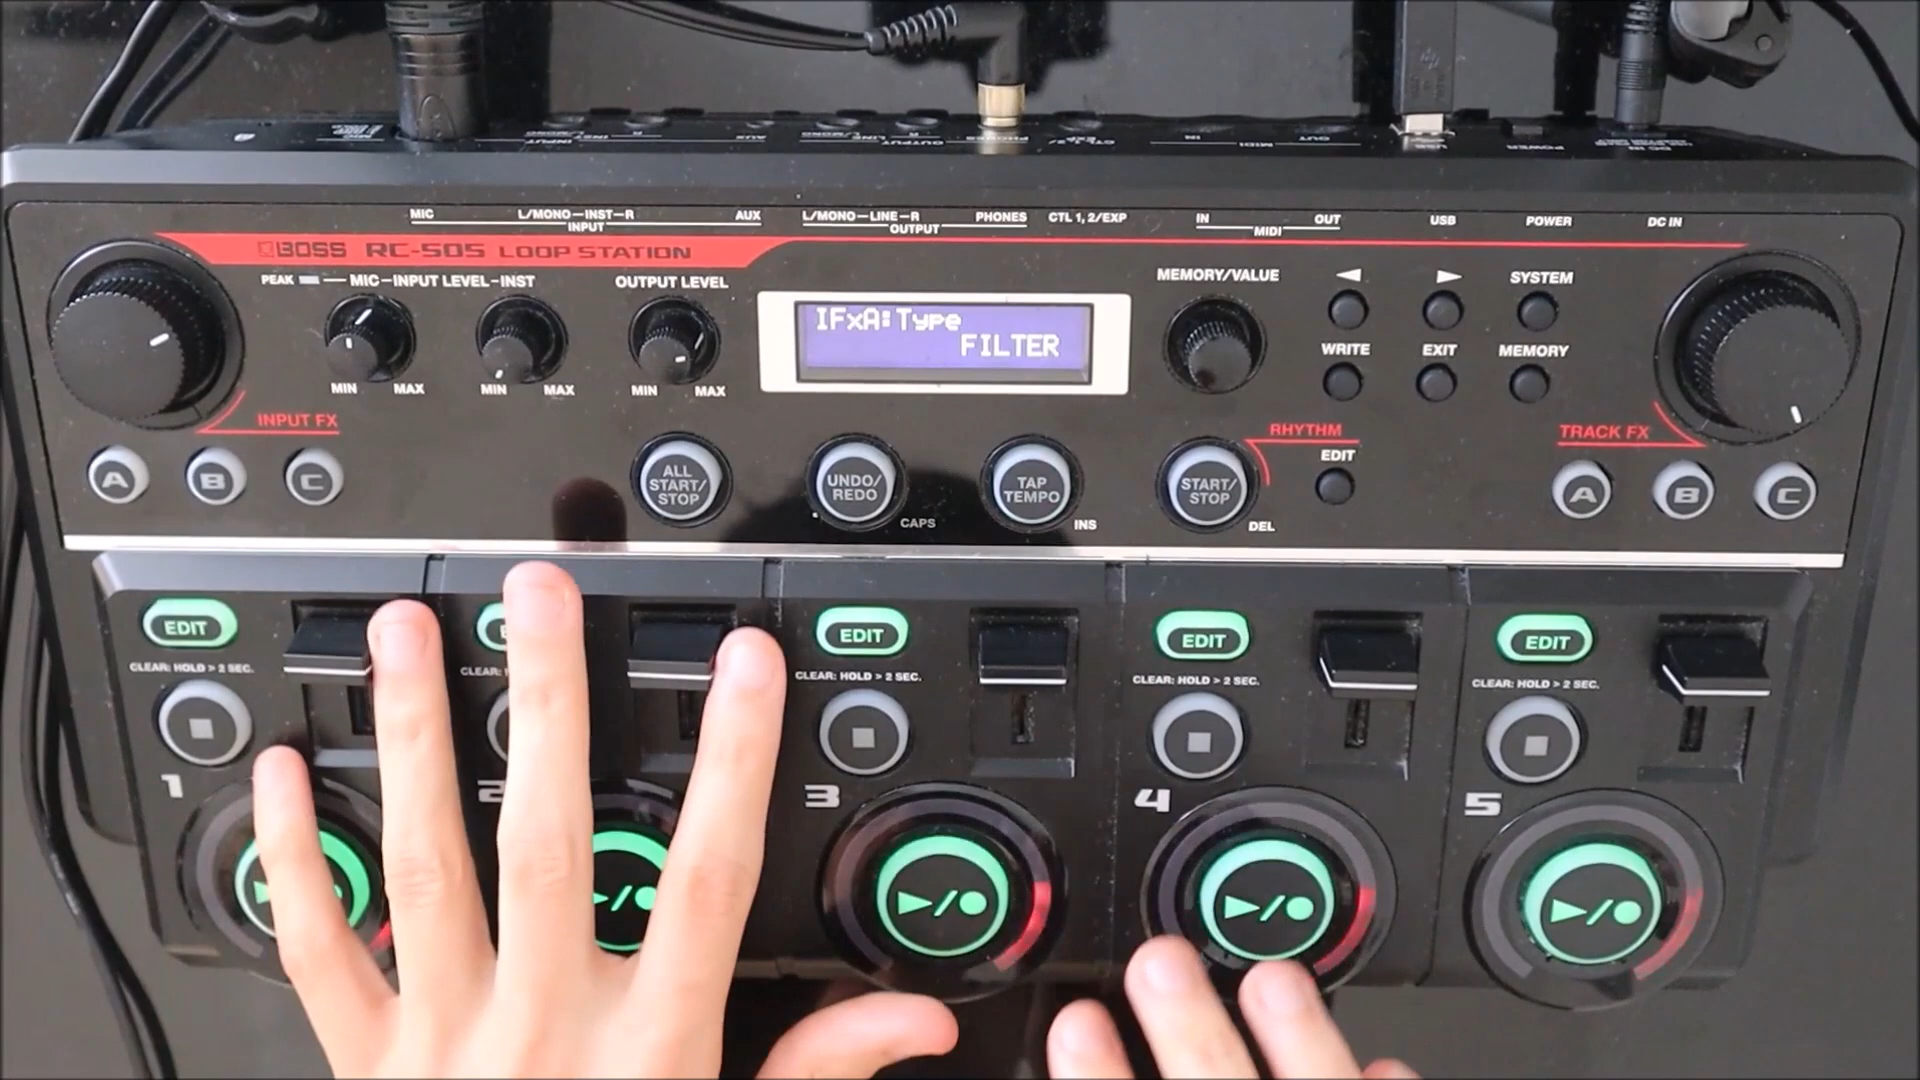 MIC L/MONO—INST—R AUX L/MONO—LINE—R PHONES CTL 1, 2/EXP IN OUT USB POWER DC IN
INPUT OUTPUT MIDI
BOSS RC-505 LOOP STATION
PEAK MIC—INPUT LEVEL—INST OUTPUT LEVEL MEMORY/VALUE SYSTEM
IFxA:Type
FILTER
WRITE EXIT MEMORY
MIN MAX MIN MAX MIN MAX
INPUT FX RHYTHM TRACK FX
EDIT
A B C
ALL
START/
STOP
UNDO/
REDO
TAP
TEMPO
START/
STOP
A B C
CAPS INS DEL
EDIT EDIT EDIT EDIT
CLEAR: HOLD > 2 SEC. CLEAR: CLEAR: HOLD > 2 SEC. CLEAR: HOLD > 2 SEC. CLEAR: HOLD > 2 SEC.
1 2 3 4 5